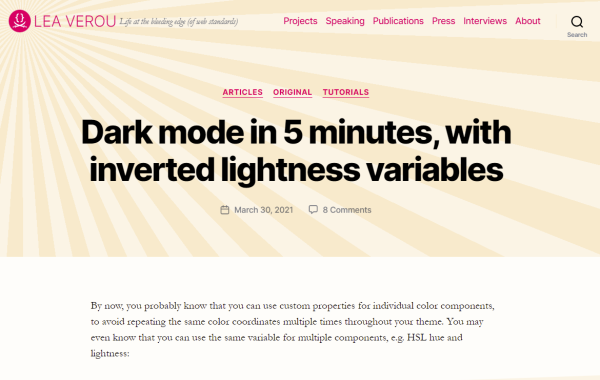 LEA VEROU Life at the bleeding edge (of web standards)
Projects Speaking Publications Press Interviews About
Search
ARTICLES ORIGINAL TUTORIALS
Dark mode in 5 minutes, with
inverted lightness variables
March 30, 2021 8 Comments
By now, you probably know that you can use custom properties for individual color components,
to avoid repeating the same color coordinates multiple times throughout your theme. You may
even know that you can use the same variable for multiple components, e.g. HSL hue and
lightness: